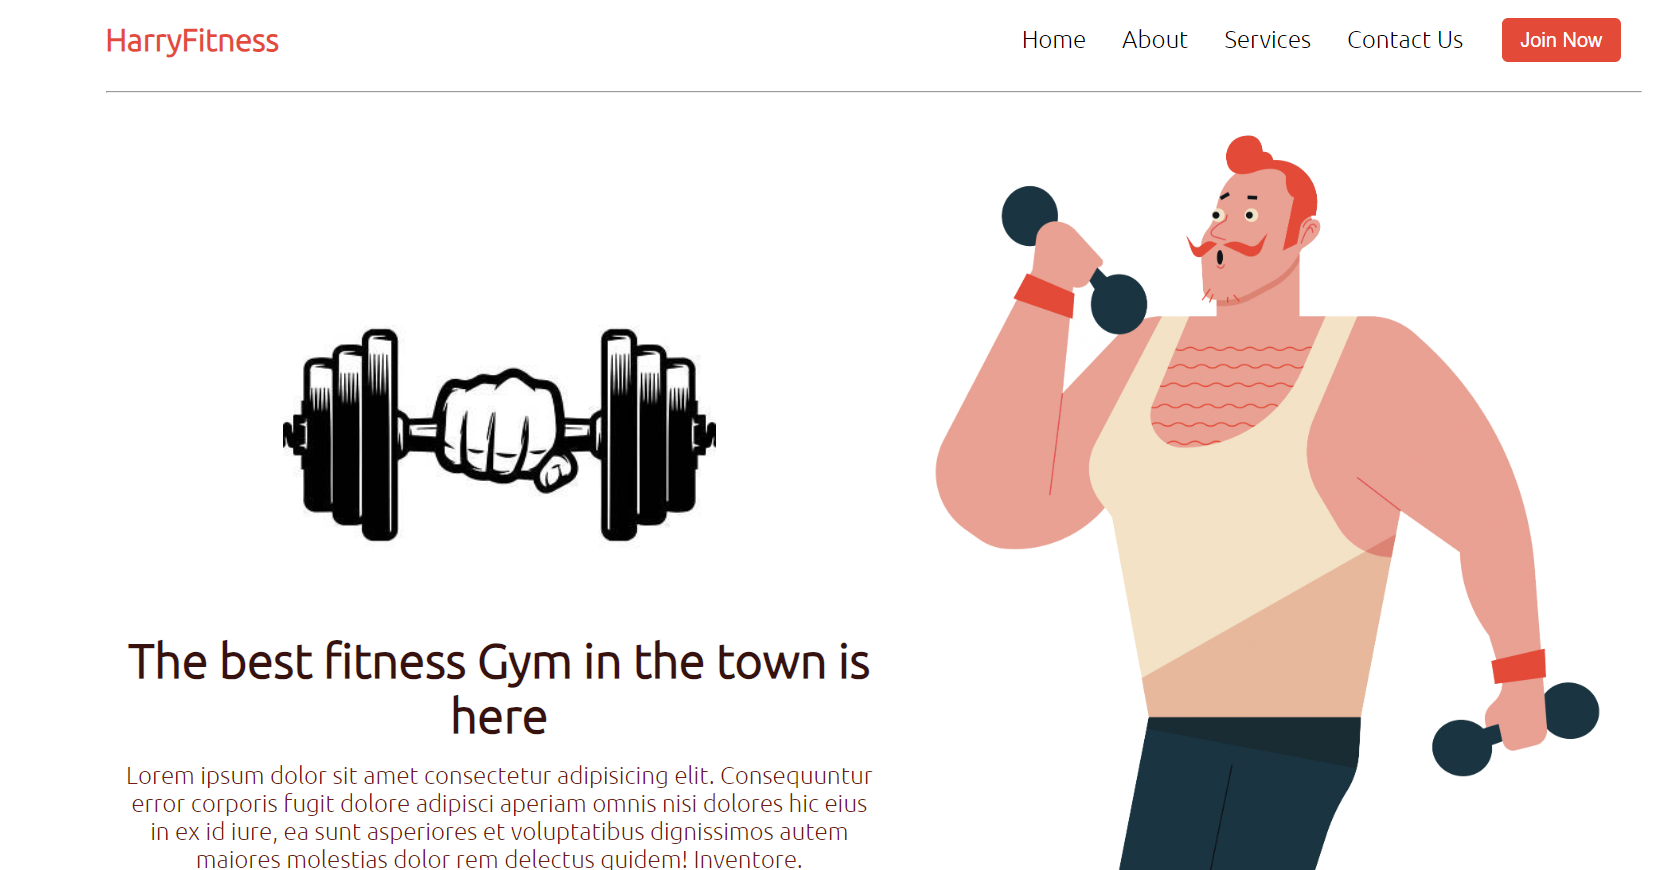 HarryFitness
Home About Services Contact Us Join Now
The best fitness Gym in the town is
here
Lorem ipsum dolor sit amet consectetur adipisicing elit. Consequuntur
error corporis fugit dolore adipisci aperiam omnis nisi dolores hic eius
in ex id iure, ea sunt asperiores et voluptatibus dignissimos autem
maiores molestias dolor rem delectus quidem! Inventore.